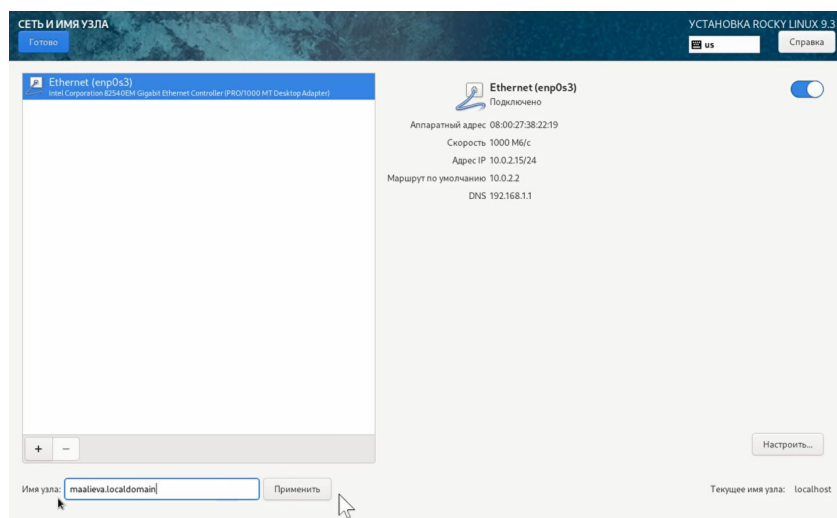 СЕТЬ И ИМЯ УЗЛА
Готово
УСТАНОВКА ROCKY LINUX 9.3
us
Справка
Ethernet (enp0s3)
Intel Corporation 82540EM Gigabit Ethernet Controller (PRO/1000 MT Desktop Adapter)
Ethernet (enp0s3)
Подключено
Аппаратный адрес 08:00:27:38:22:19
Скорость 1000 Мб/с
Адрес IP 10.0.2.15/24
Маршрут по умолчанию 10.0.2.2
DNS 192.168.1.1
+ −
Настроить...
Имя узла: maalieva.localdomain Применить
Текущее имя узла: localhost